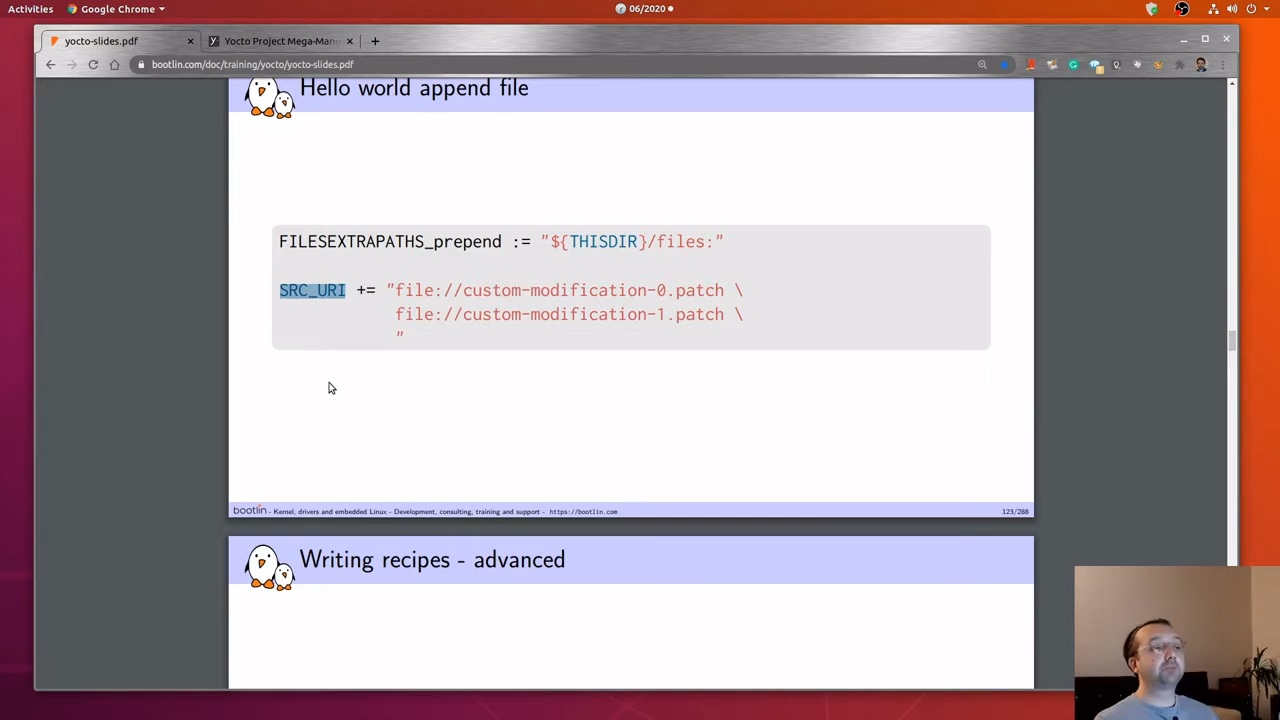 Activities Google Chrome 06/2020
yocto-slides.pdf × Yocto Project Mega-Manu × +
bootlin.com/doc/training/yocto/yocto-slides.pdf
Hello world append file
FILESEXTRAPATHS_prepend := "${THISDIR}/files:"
SRC_URI += "file://custom-modification-0.patch \
file://custom-modification-1.patch \
"
bootlin - Kernel, drivers and embedded Linux - Development, consulting, training and support - https://bootlin.com 123/288
Writing recipes - advanced